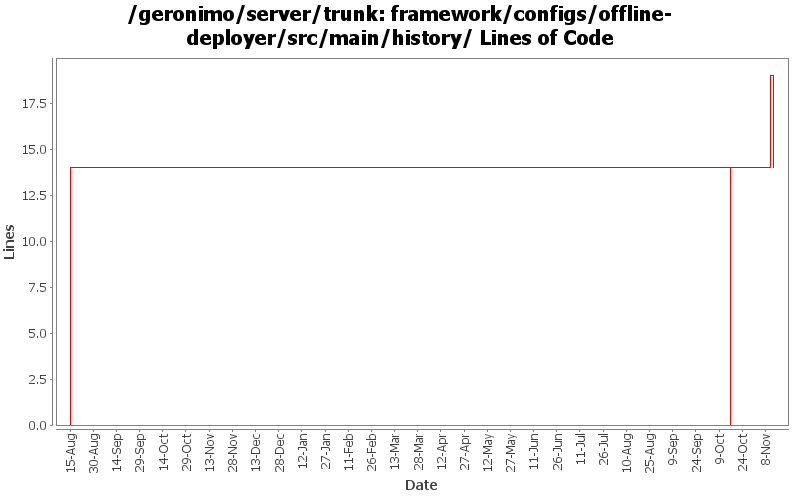 /geronimo/server/trunk: framework/configs/offline-
deployer/src/main/history/ Lines of Code
17.5
15.0
12.5
10.0
7.5
5.0
2.5
0.0
Lines
15-Aug
30-Aug
14-Sep
29-Sep
14-Oct
29-Oct
13-Nov
28-Nov
13-Dec
28-Dec
12-Jan
27-Jan
11-Feb
26-Feb
13-Mar
28-Mar
12-Apr
27-Apr
12-May
27-May
11-Jun
26-Jun
11-Jul
26-Jul
10-Aug
25-Aug
9-Sep
24-Sep
9-Oct
24-Oct
8-Nov
Date